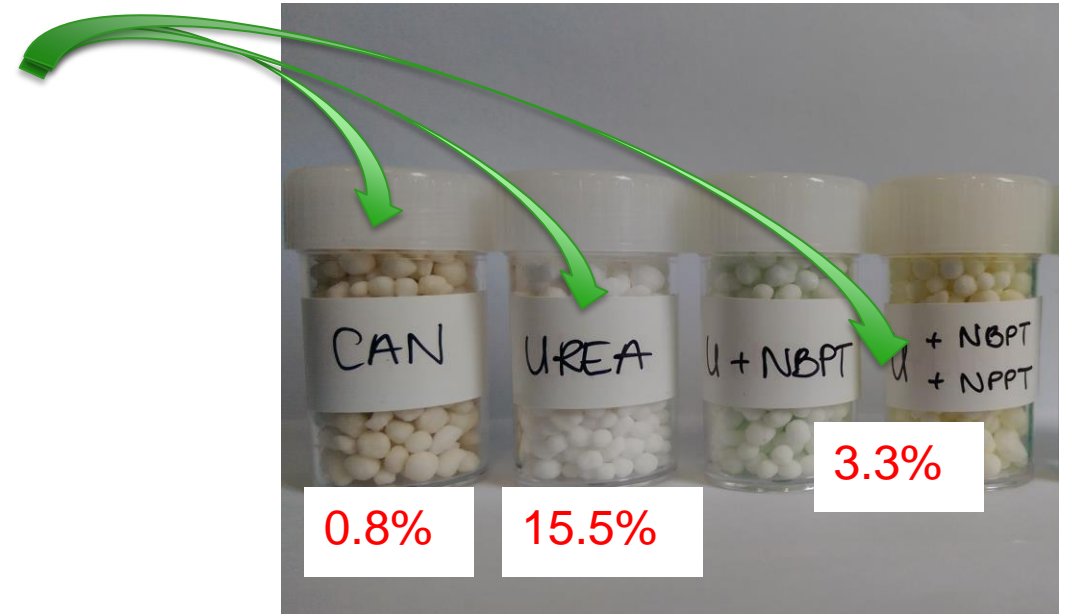 CAN
UREA
U + NBPT
U + NBPT
+ NPPT
0.8%
15.5%
3.3%